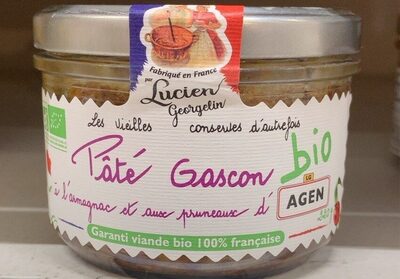 Fabriqué en France
par
Lucien
Georgelin
Les vieilles conserves d'autrefois
Pâté Gascon bio
à l'armagnac et aux pruneaux d'
LG
AGEN
Garanti viande bio 100% française